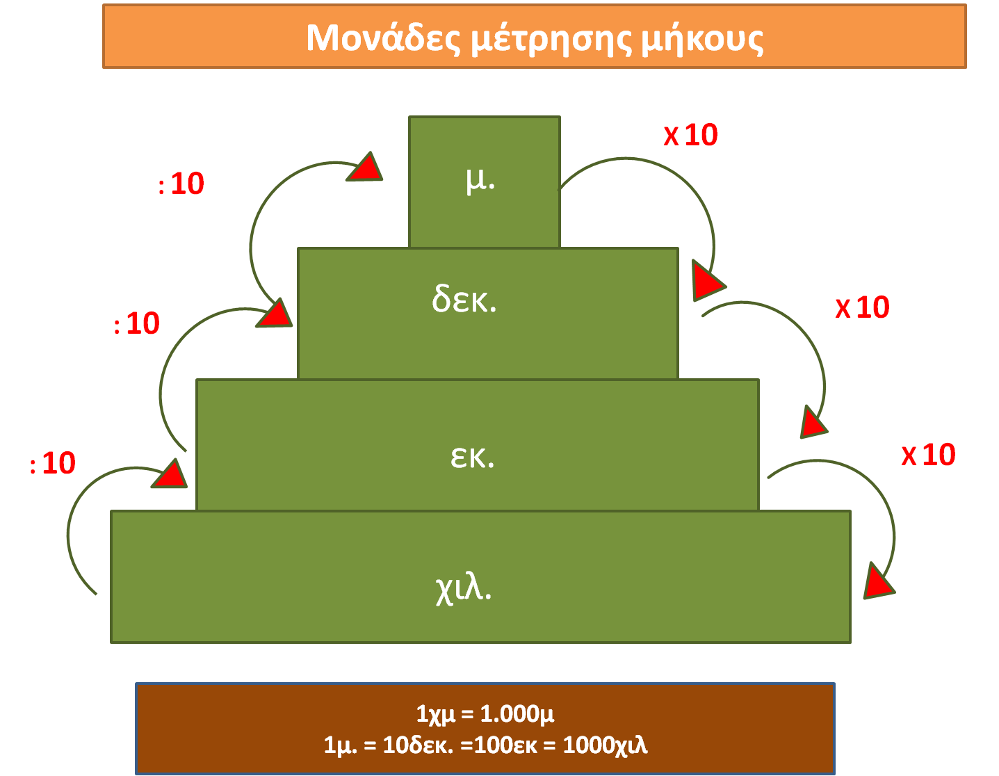 Μονάδες μέτρησης μήκους
μ.
X 10
: 10
δεκ.
X 10
: 10
εκ.
X 10
: 10
χιλ.
1χμ = 1.000μ
1μ. = 10δεκ. =100εκ = 1000χιλ